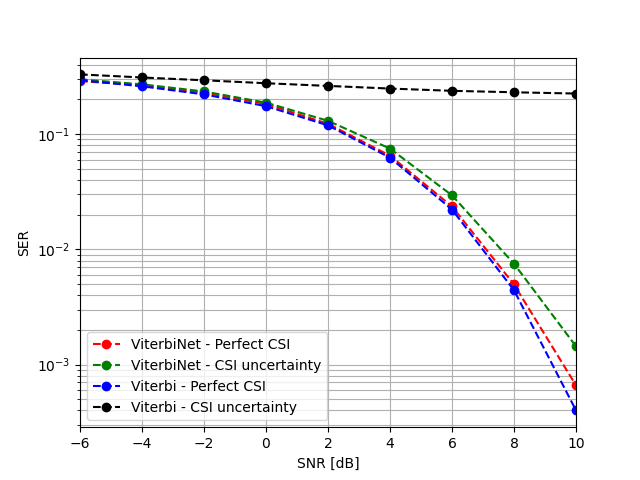 SER
10⁻¹
10⁻²
10⁻³
ViterbiNet - Perfect CSI
ViterbiNet - CSI uncertainty
Viterbi - Perfect CSI
Viterbi - CSI uncertainty
−6 −4 −2 0 2 4 6 8 10
SNR [dB]